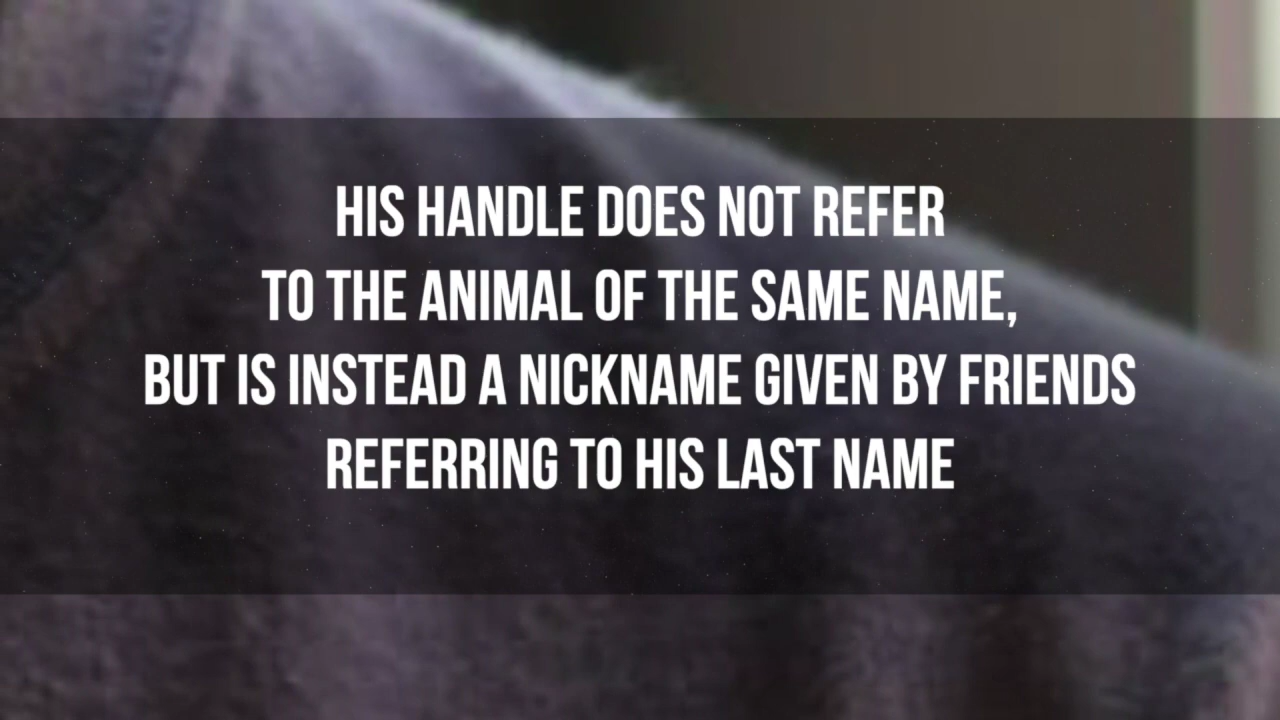 HIS HANDLE DOES NOT REFER
TO THE ANIMAL OF THE SAME NAME,
BUT IS INSTEAD A NICKNAME GIVEN BY FRIENDS
REFERRING TO HIS LAST NAME